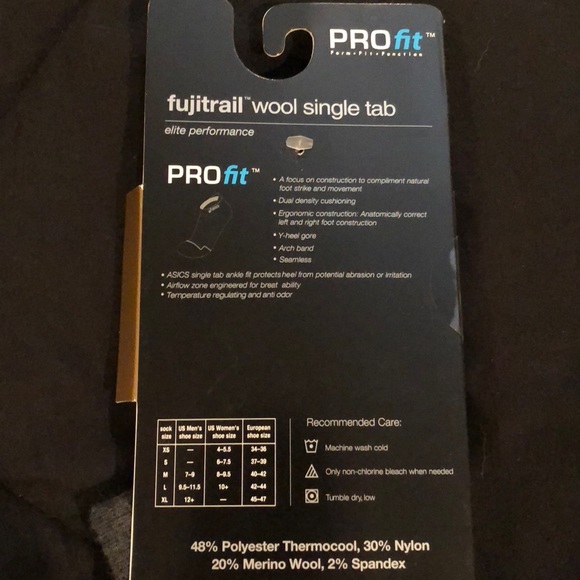 PROfit™
Form•Fit•Function
fujitrail™ wool single tab
elite performance
PROfit™
• A focus on construction to compliment natural
foot strike and movement
• Dual density cushioning
• Ergonomic construction: Anatomically correct
left and right foot construction
• Y-heel gore
• Arch band
• Seamless
• ASICS single tab ankle fit protects heel from potential abrasion or irritation
• Airflow zone engineered for breat ability
• Temperature regulating and anti odor
sock size US Men's shoe size US Women's shoe size European shoe size
XS — 4–5.5 34–36
S — 6–7.5 37–39
M 7–9 8–9.5 40–42
L 9.5–11.5 10+ 42–44
XL 12+ — 45–47
Recommended Care:
Machine wash cold
Only non-chlorine bleach when needed
Tumble dry, low
48% Polyester Thermocool, 30% Nylon
20% Merino Wool, 2% Spandex